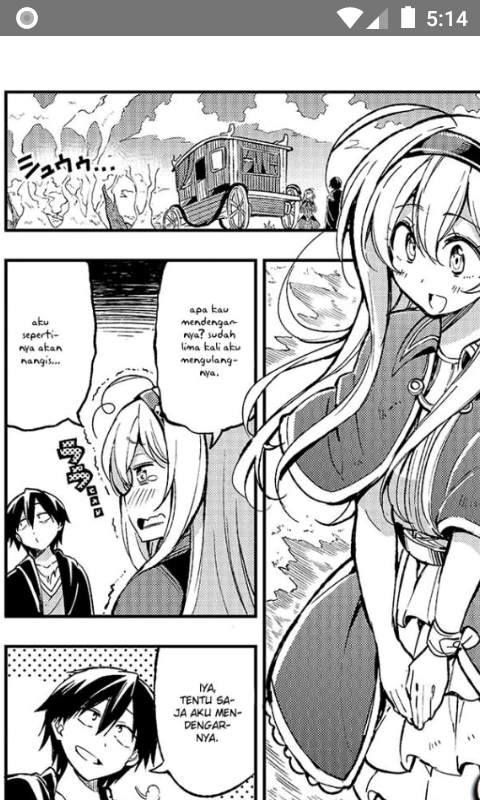 5:14
シュウゥ...
apa kau
mendengar-
nya? sudah
lima kali aku
mengulang-
nya.
aku
seperti-
nya akan
nangis...
IYA,
TENTU SA-
JA AKU MEN-
DENGAR-
NYA.